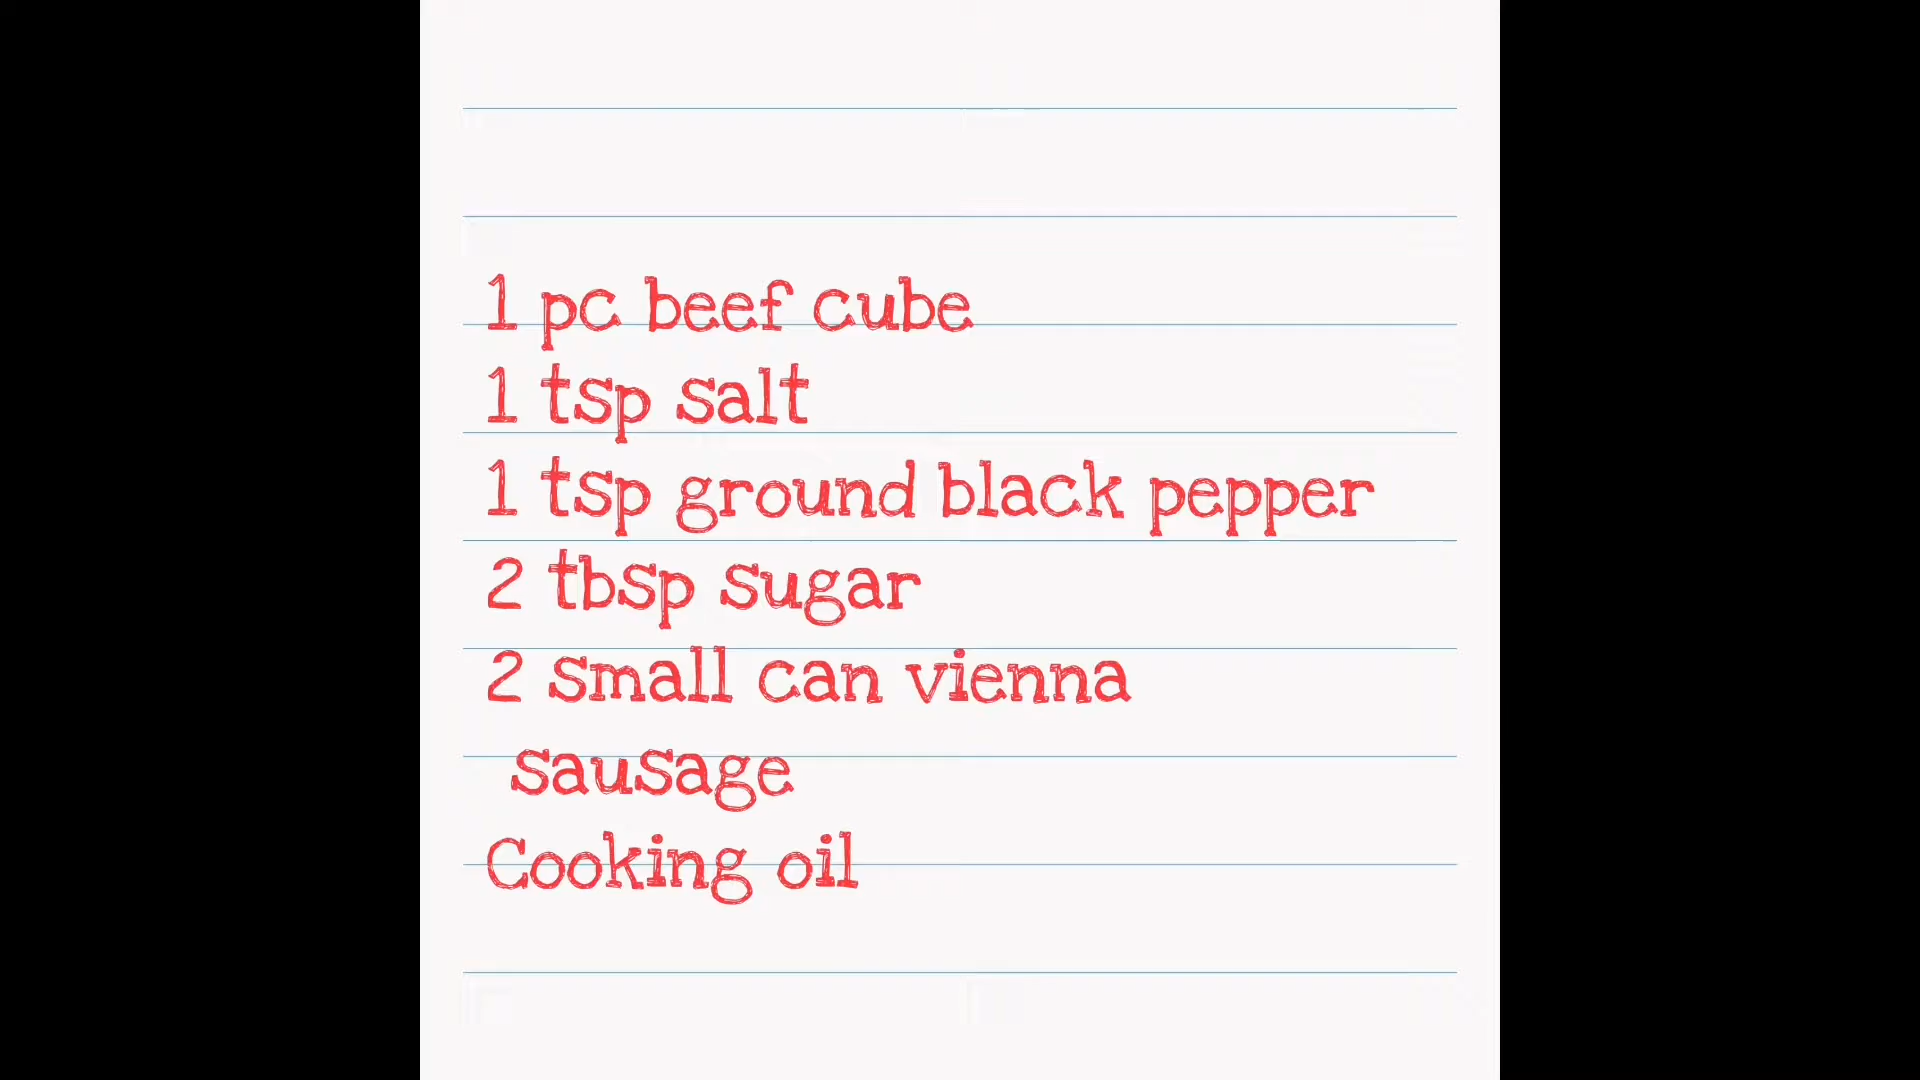 1 pc beef cube
1 tsp salt
1 tsp ground black pepper
2 tbsp sugar
2 small can vienna
sausage
Cooking oil